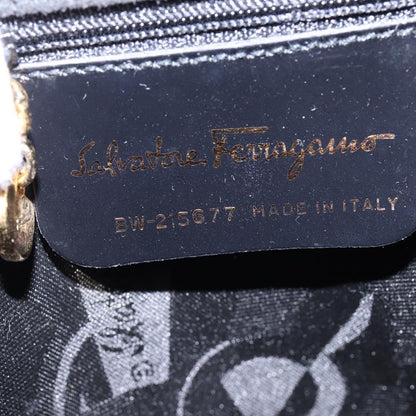 Salvatore Ferragamo
BW-215677 MADE IN ITALY